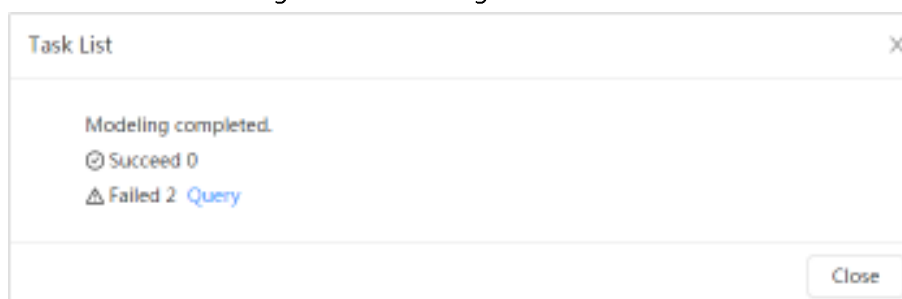 Task List
Modeling completed.
Succeed 0
Failed 2 Query
Close